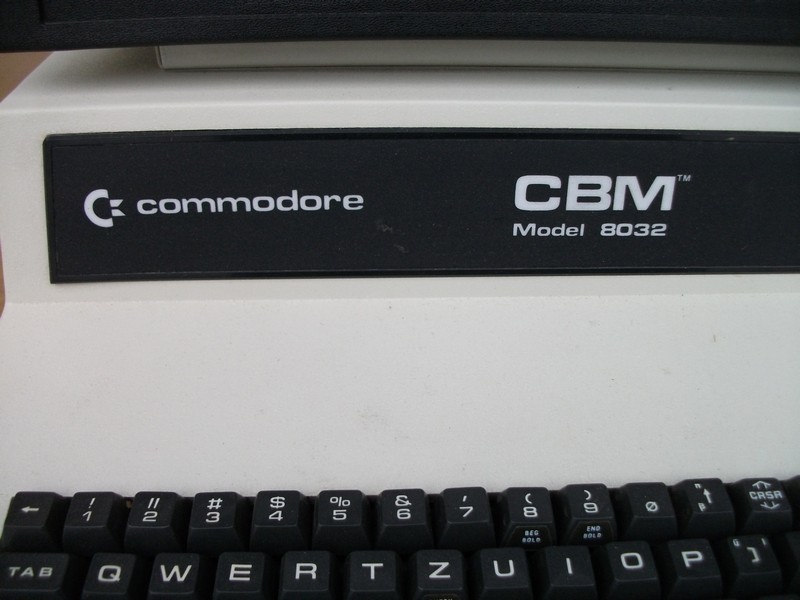 commodore
CBM™
Model 8032
← ! " # $ % & ' ( )
1 2 3 4 5 6 7 8 9 0 ↑ CASA
BEG BOLD END BOLD
TAB Q W E R T Z U I O P ]